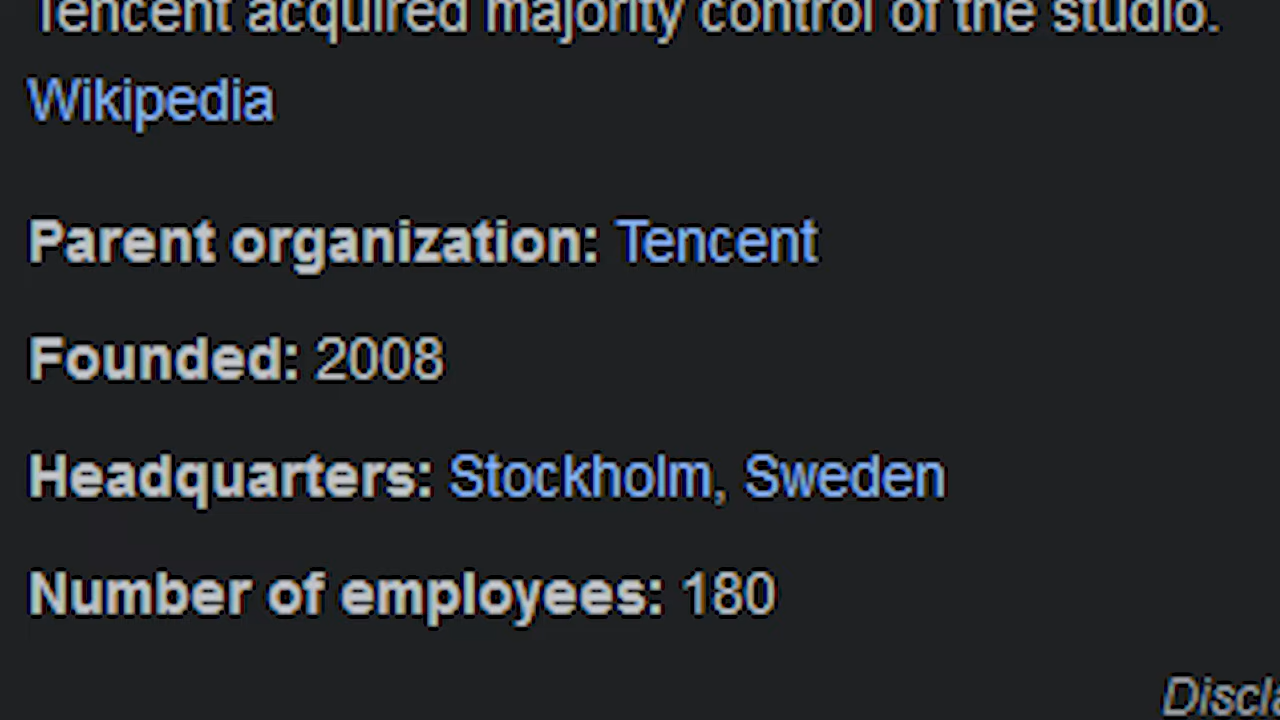 Tencent acquired majority control of the studio.
Wikipedia
Parent organization: Tencent
Founded: 2008
Headquarters: Stockholm, Sweden
Number of employees: 180